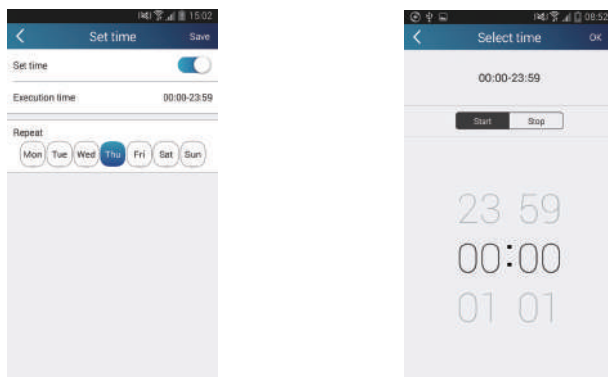 15:02
Set time
Save
Set time
Execution time
00:00-23:59
Repeat
Mon Tue Wed Thu Fri Sat Sun
08:52
Select time
OK
00:00-23:59
Start Stop
23 59
00:00
01 01